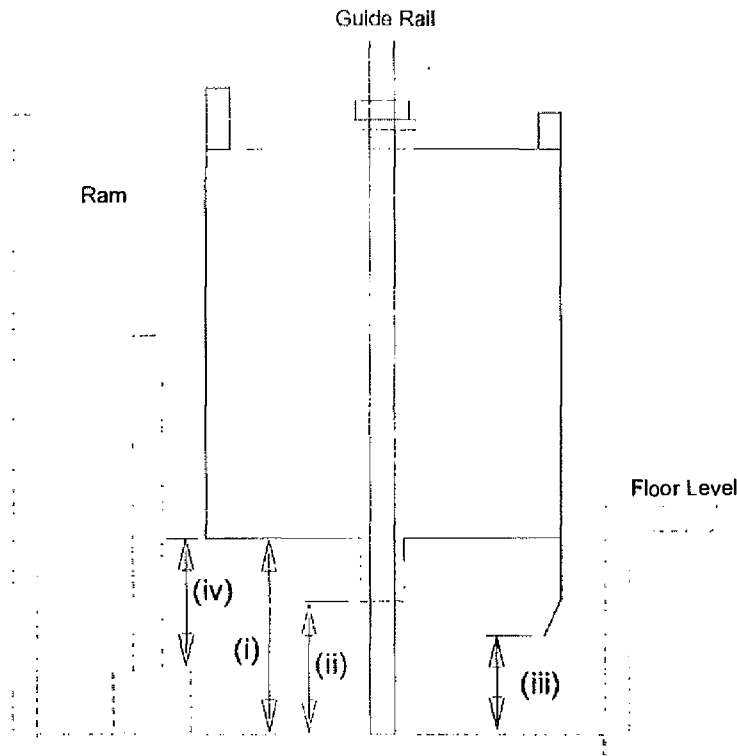 Guide Rail
Ram
Floor Level
(iv)
(i)
(ii)
(iii)